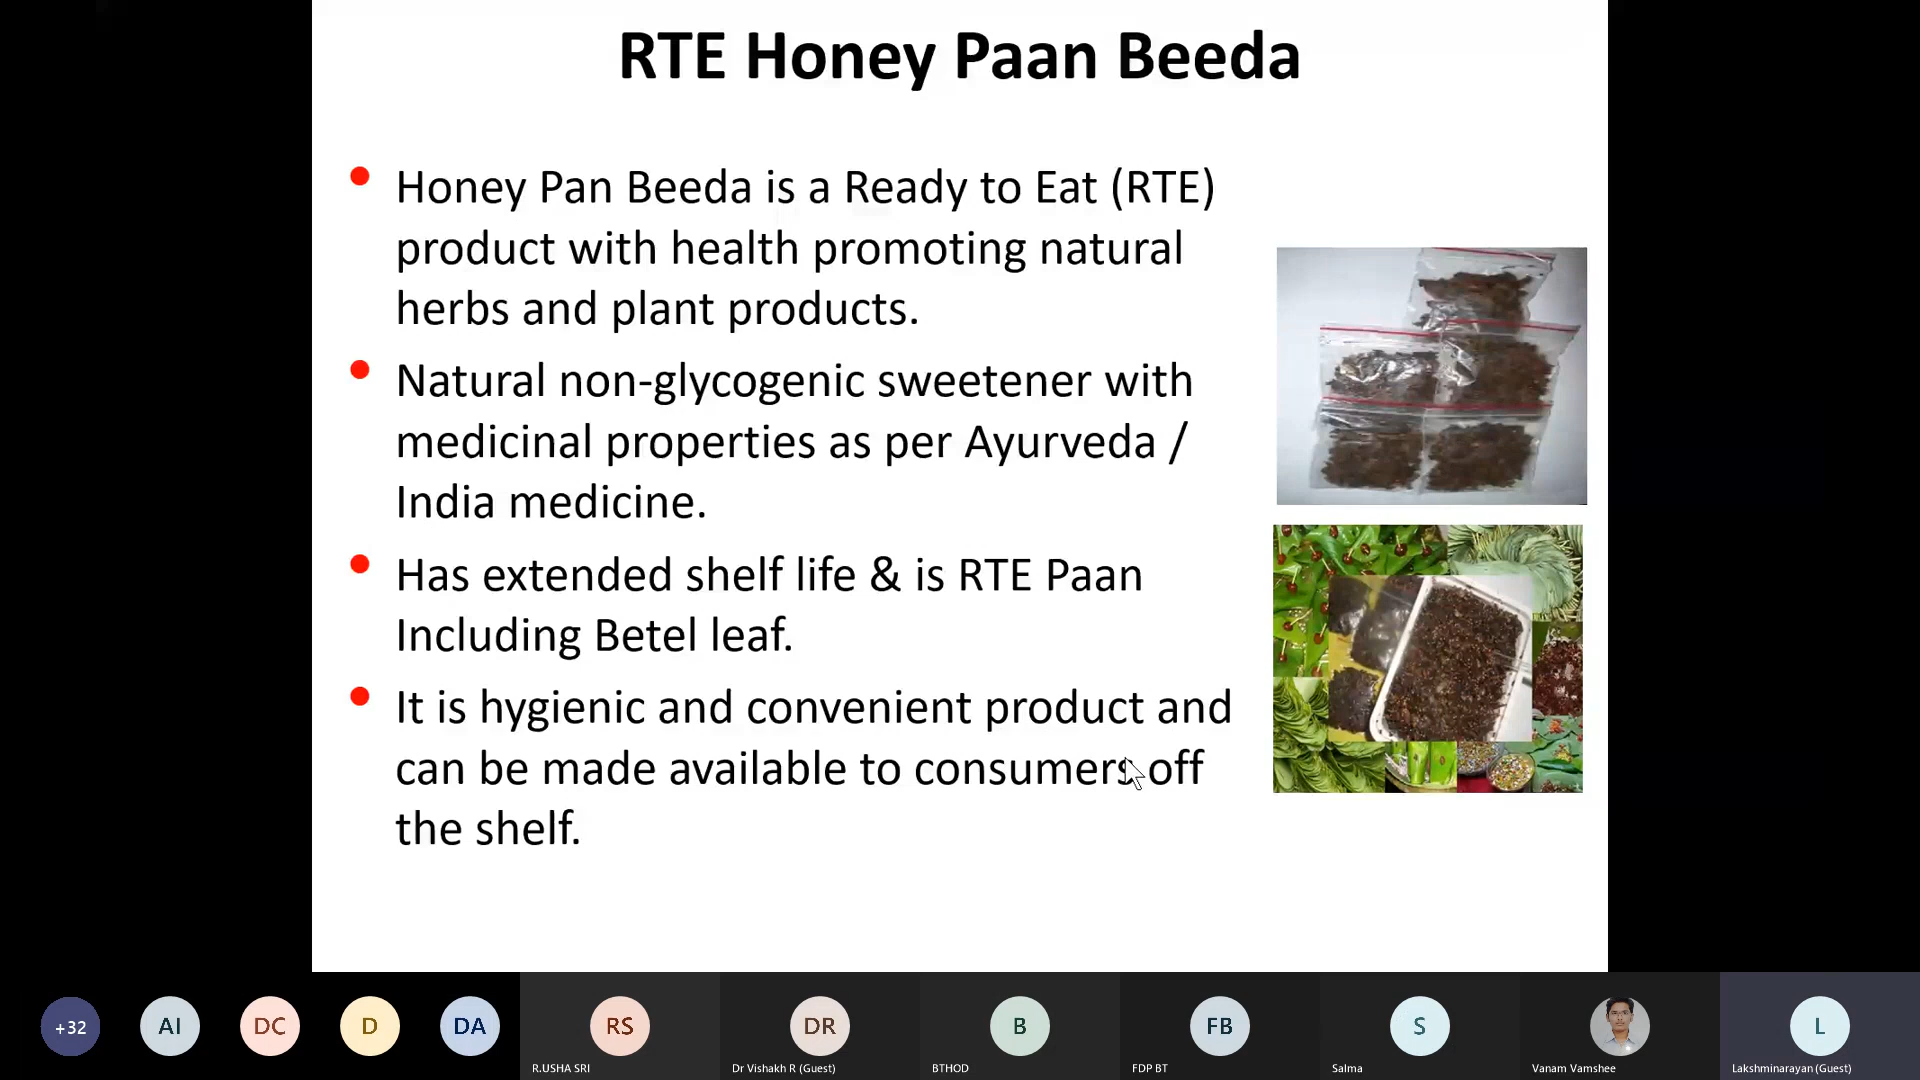 RTE Honey Paan Beeda
Honey Pan Beeda is a Ready to Eat (RTE)
product with health promoting natural
herbs and plant products.
Natural non-glycogenic sweetener with
medicinal properties as per Ayurveda /
India medicine.
Has extended shelf life & is RTE Paan
Including Betel leaf.
It is hygienic and convenient product and
can be made available to consumers off
the shelf.
+32
AI
DC
D
DA
RS
DR
B
FB
S
L
R.USHA SRI
Dr Vishakh R (Guest)
BTHOD
FDP BT
Salma
Vanam Vamshee
Lakshminarayan (Guest)